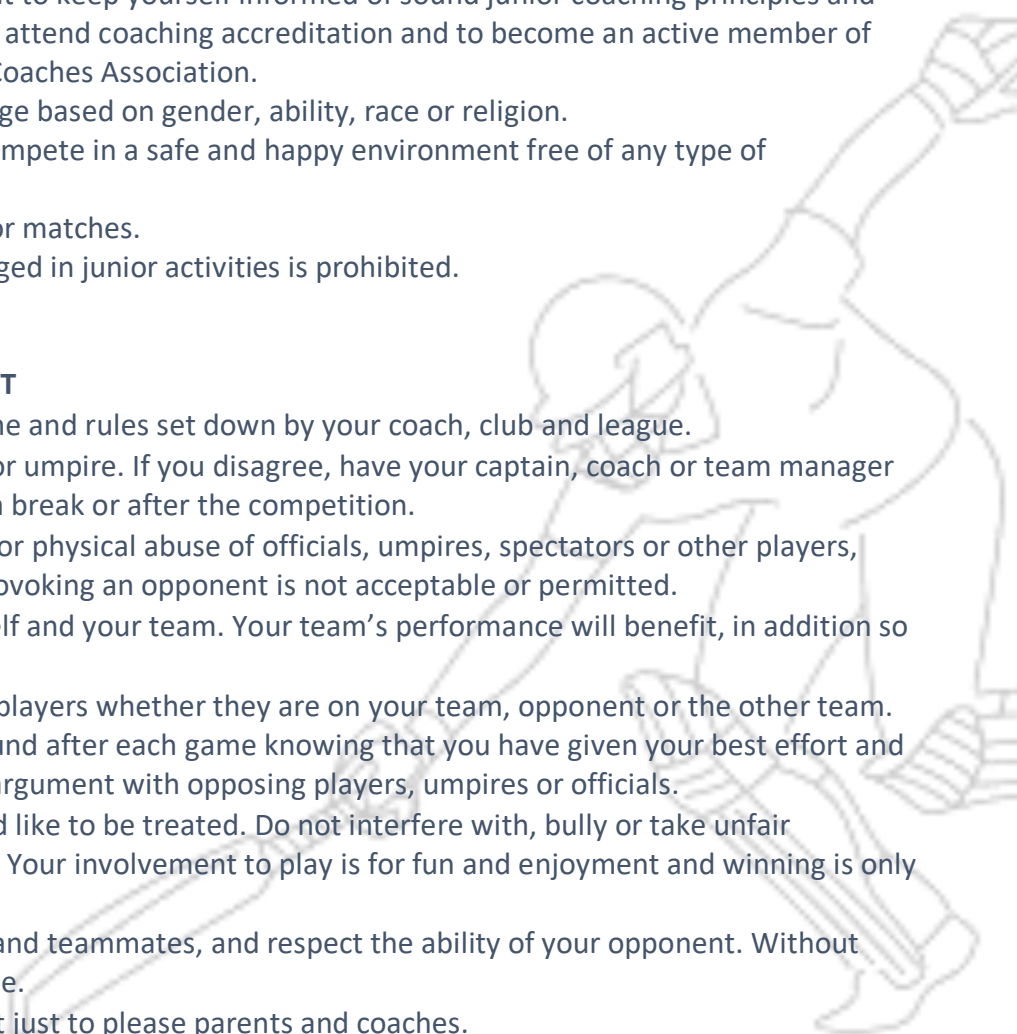 to keep yourself informed of sound junior coaching principles and
attend coaching accreditation and to become an active member of
Coaches Association.
based on gender, ability, race or religion.
in a safe and happy environment free of any type of
or matches.
in junior activities is prohibited.
T
and rules set down by your coach, club and league.
or umpire. If you disagree, have your captain, coach or team manager
break or after the competition.
or physical abuse of officials, umpires, spectators or other players,
an opponent is not acceptable or permitted.
and your team. Your team’s performance will benefit, in addition so
players whether they are on your team, opponent or the other team.
after each game knowing that you have given your best effort and
argument with opposing players, umpires or officials.
like to be treated. Do not interfere with, bully or take unfair
Your involvement to play is for fun and enjoyment and winning is only
and teammates, and respect the ability of your opponent. Without
e.
just to please parents and coaches.